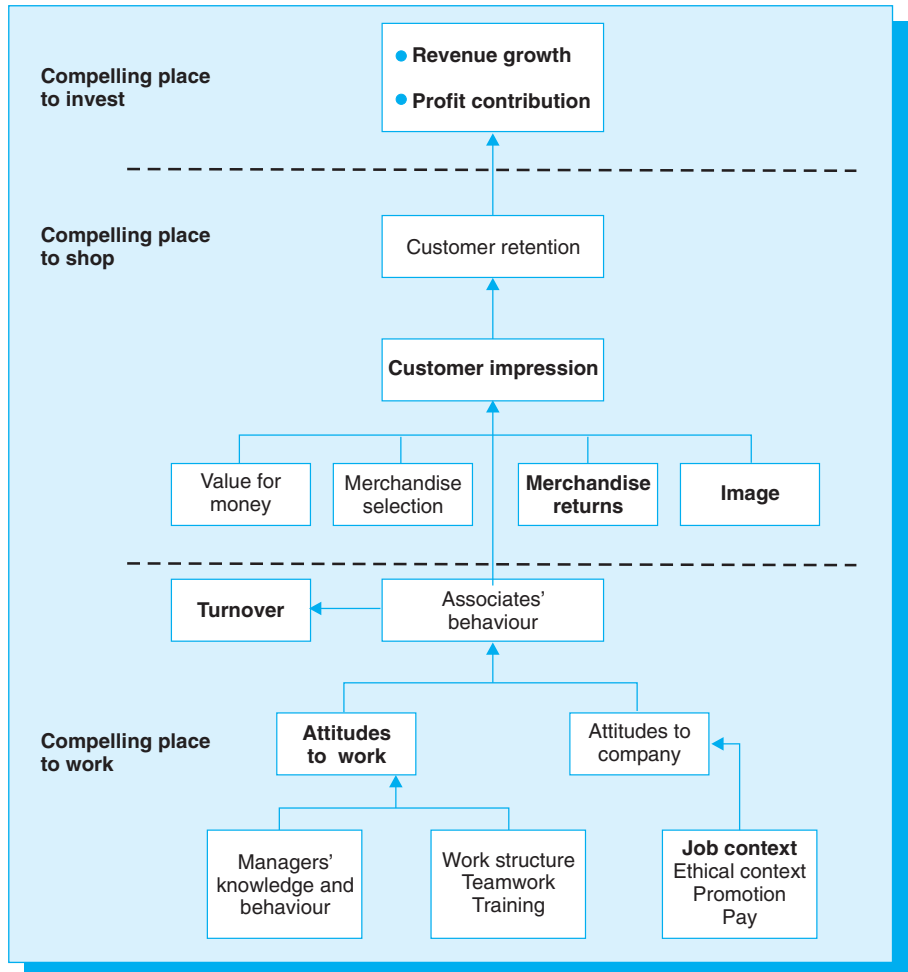 Compelling place
to invest
Revenue growth
Profit contribution
Compelling place
to shop
Customer retention
Customer impression
Value for
money
Merchandise
selection
Merchandise
returns
Image
Turnover
Associates'
behaviour
Compelling place
to work
Attitudes
to work
Attitudes to
company
Managers'
knowledge and
behaviour
Work structure
Teamwork
Training
Job context
Ethical context
Promotion
Pay